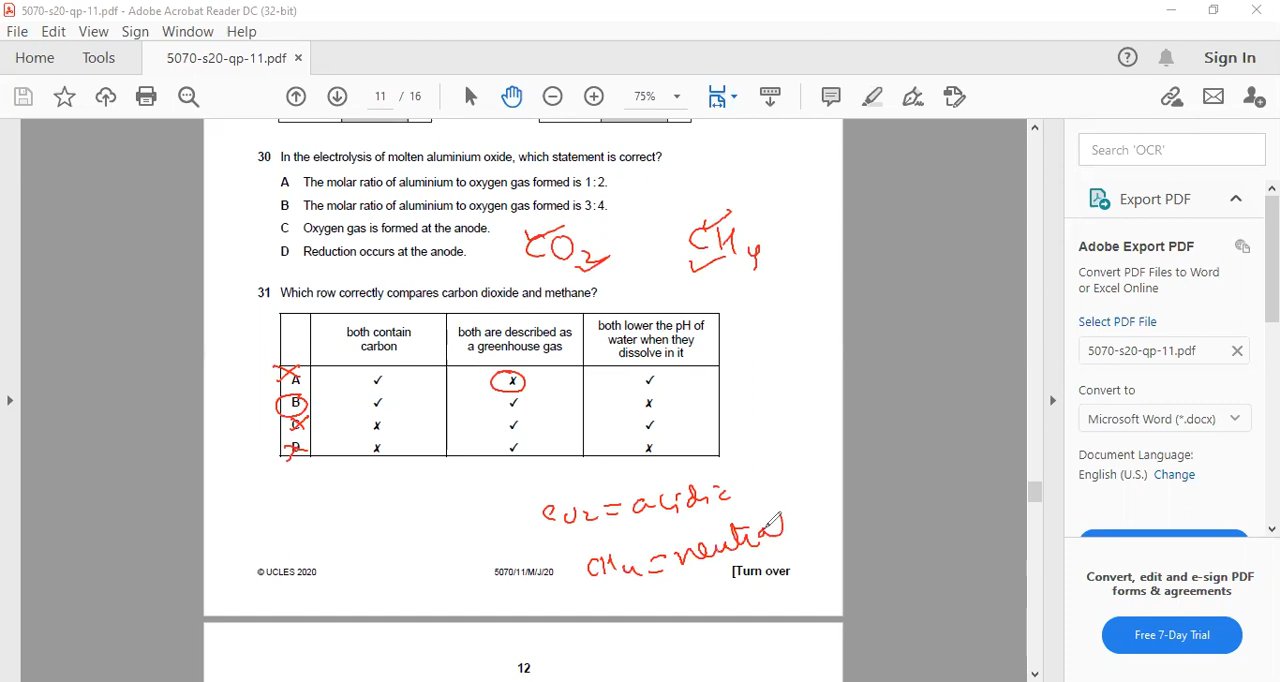 5070-s20-qp-11.pdf - Adobe Acrobat Reader DC (32-bit)
File Edit View Sign Window Help
Home Tools 5070-s20-qp-11.pdf × Sign In
11 / 16 75%
30 In the electrolysis of molten aluminium oxide, which statement is correct?
A The molar ratio of aluminium to oxygen gas formed is 1:2.
B The molar ratio of aluminium to oxygen gas formed is 3:4.
C Oxygen gas is formed at the anode.
D Reduction occurs at the anode.
CO2 CH4
31 Which row correctly compares carbon dioxide and methane?
both contain carbon
both are described as a greenhouse gas
both lower the pH of water when they dissolve in it
A ✓ ✗ ✓
B ✓ ✓ ✗
C ✗ ✓ ✓
D ✗ ✓ ✗
CO2 = acidic
CH4 = neutral
© UCLES 2020 5070/11/M/J/20 [Turn over
12
Search 'OCR'
Export PDF
Adobe Export PDF
Convert PDF Files to Word
or Excel Online
Select PDF File
5070-s20-qp-11.pdf
Convert to
Microsoft Word (*.docx)
Document Language:
English (U.S.) Change
Convert, edit and e-sign PDF
forms & agreements
Free 7-Day Trial